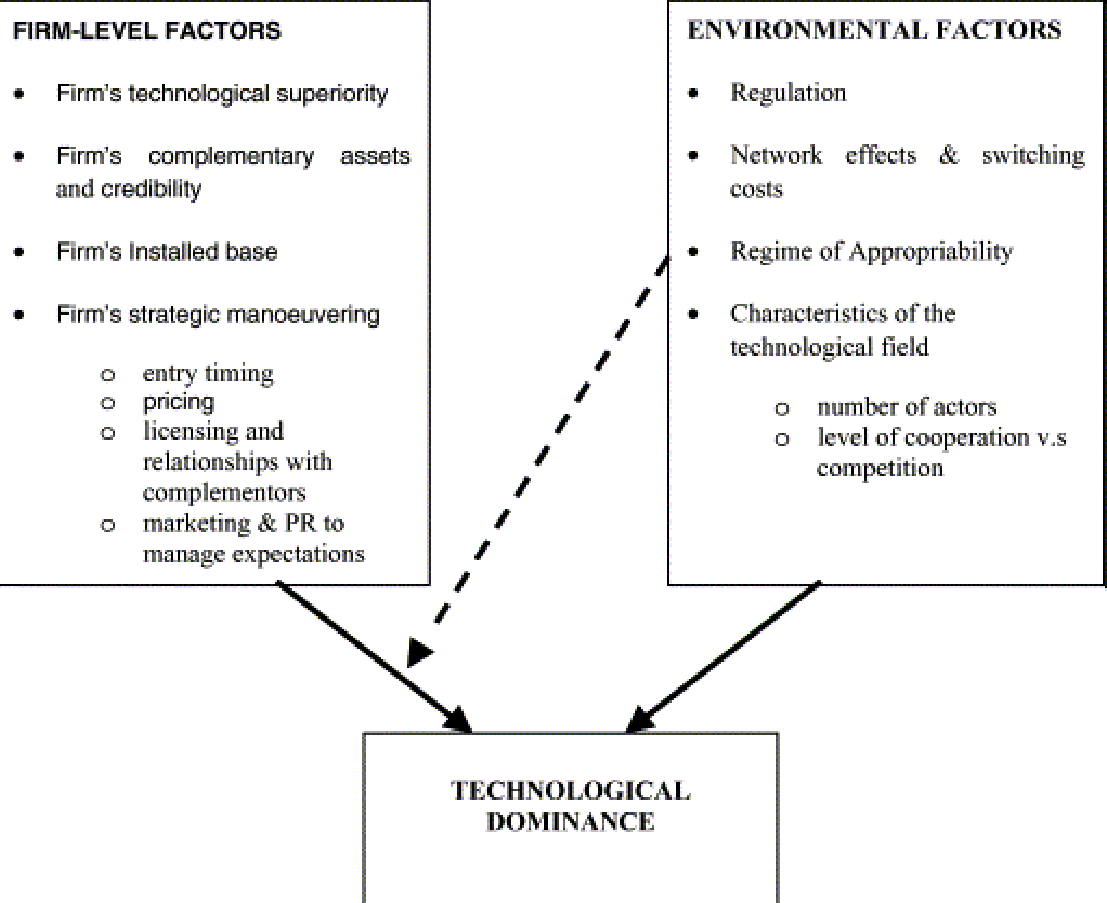 FIRM-LEVEL FACTORS
• Firm's technological superiority
• Firm's complementary assets
and credibility
• Firm's Installed base
• Firm's strategic manoeuvering
o entry timing
o pricing
o licensing and
relationships with
complementors
o marketing & PR to
manage expectations
ENVIRONMENTAL FACTORS
• Regulation
• Network effects & switching
costs
• Regime of Appropriability
• Characteristics of the
technological field
o number of actors
o level of cooperation v.s
competition
TECHNOLOGICAL
DOMINANCE